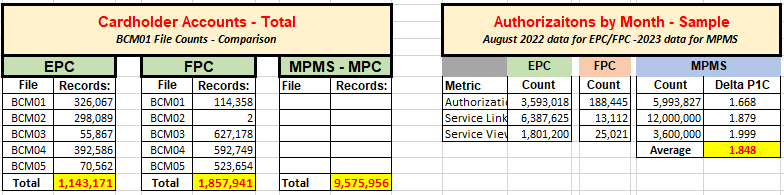 Cardholder Accounts - Total
BCM01 File Counts - Comparison
EPC FPC MPMS - MPC
File Records: File Records: File Records:
BCM01 326,067 BCM01 114,358
BCM02 298,089 BCM02 2
BCM03 55,867 BCM03 627,178
BCM04 392,586 BCM04 592,749
BCM05 70,562 BCM05 523,654
Total 1,143,171 Total 1,857,941 Total 9,575,956
Authorizaitons by Month - Sample
August 2022 data for EPC/FPC -2023 data for MPMS
EPC FPC MPMS
Metric Count Count Count Delta P1C
Authorizatio 3,593,018 188,445 5,993,827 1.668
Service Link 6,387,625 13,112 12,000,000 1.879
Service View 1,801,200 25,021 3,600,000 1.999
Average 1.848